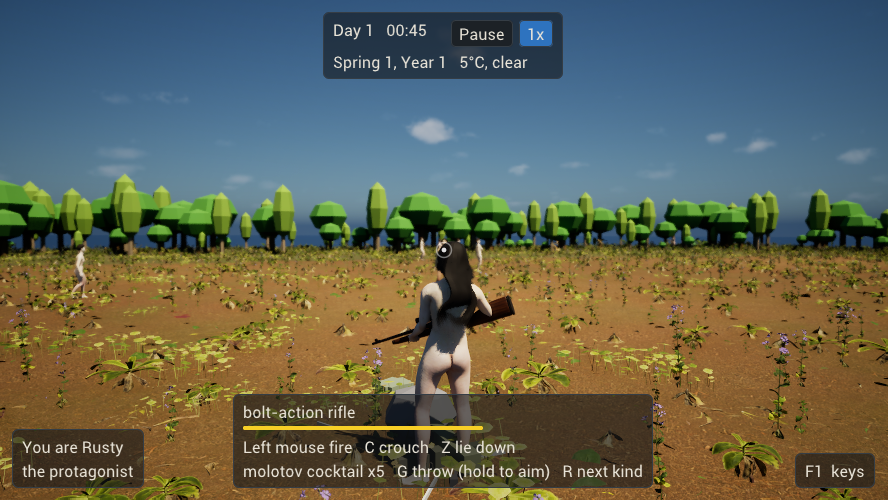 Day 1 00:45 Pause 1x
Spring 1, Year 1 5°C, clear
bolt-action rifle
Left mouse fire C crouch Z lie down
molotov cocktail x5 G throw (hold to aim) R next kind
You are Rusty
the protagonist
F1 keys